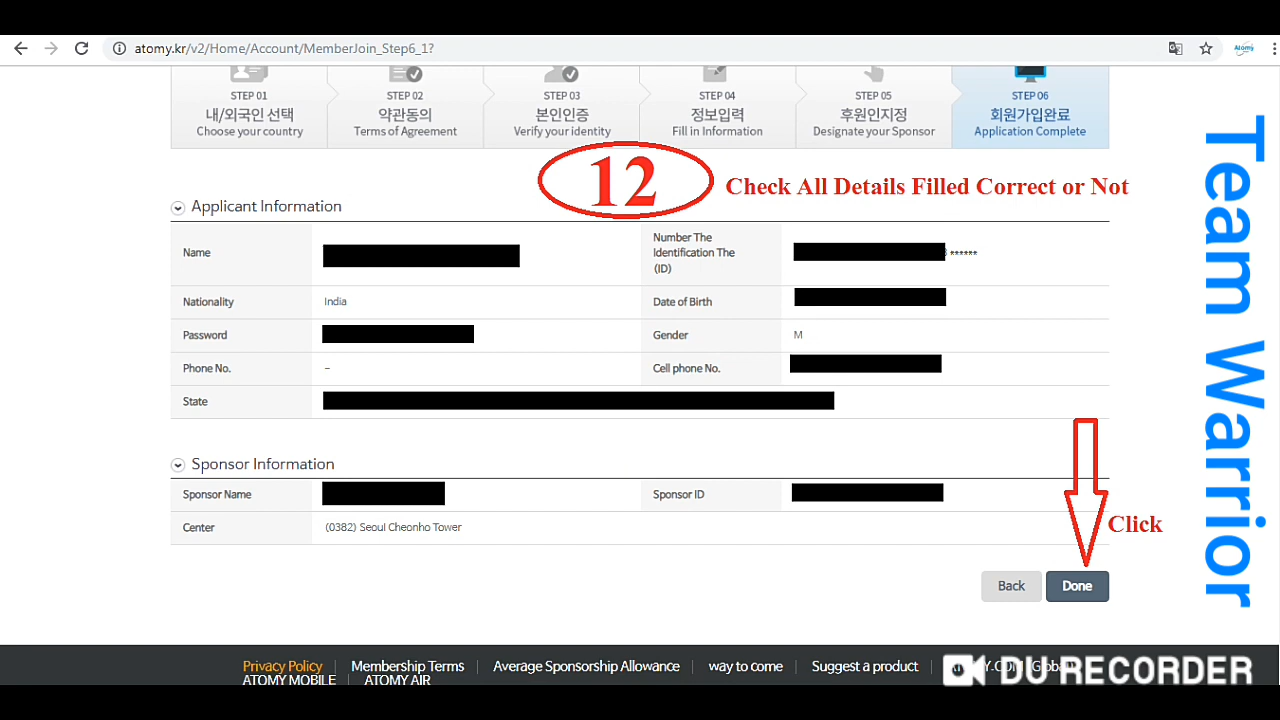 atomy.kr/v2/Home/Account/MemberJoin_Step6_1?
Atomy
STEP 01
내/외국인 선택
Choose your country
STEP 02
약관동의
Terms of Agreement
STEP 03
본인인증
Verify your identity
STEP 04
정보입력
Fill in Information
STEP 05
후원인지정
Designate your Sponsor
STEP 06
회원가입완료
Application Complete
12
Check All Details Filled Correct or Not
Applicant Information
Name
Number The
Identification The
(ID)
******
Nationality
India
Date of Birth
Password
Gender
M
Phone No.
–
Cell phone No.
State
Sponsor Information
Sponsor Name
Sponsor ID
Center
(0382) Seoul Cheonho Tower
Click
Back
Done
Team Warrior
Privacy Policy
Membership Terms
Average Sponsorship Allowance
way to come
Suggest a product
ATOMY MOBILE
ATOMY AIR
DU RECORDER